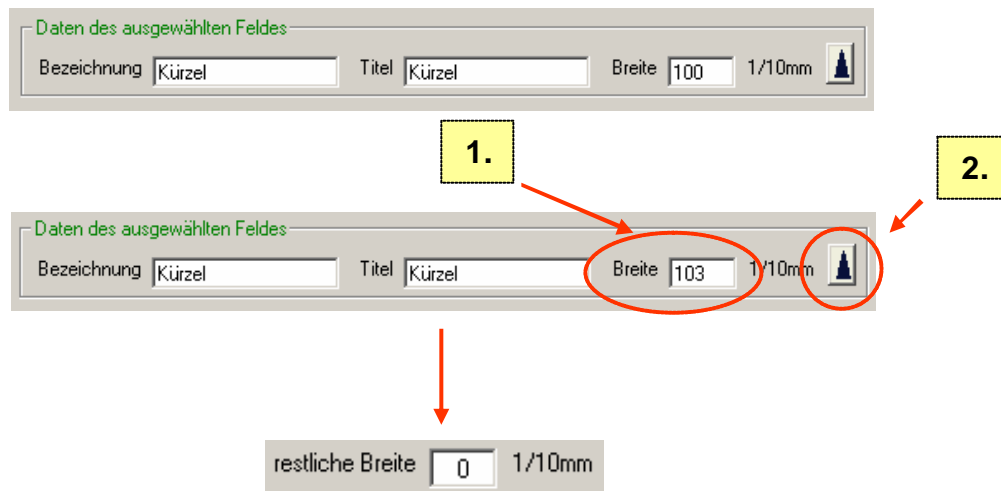 Daten des ausgewählten Feldes
Bezeichnung Kürzel Titel Kürzel Breite 100 1/10mm
1.
2.
Daten des ausgewählten Feldes
Bezeichnung Kürzel Titel Kürzel Breite 103 1/10mm
restliche Breite 0 1/10mm